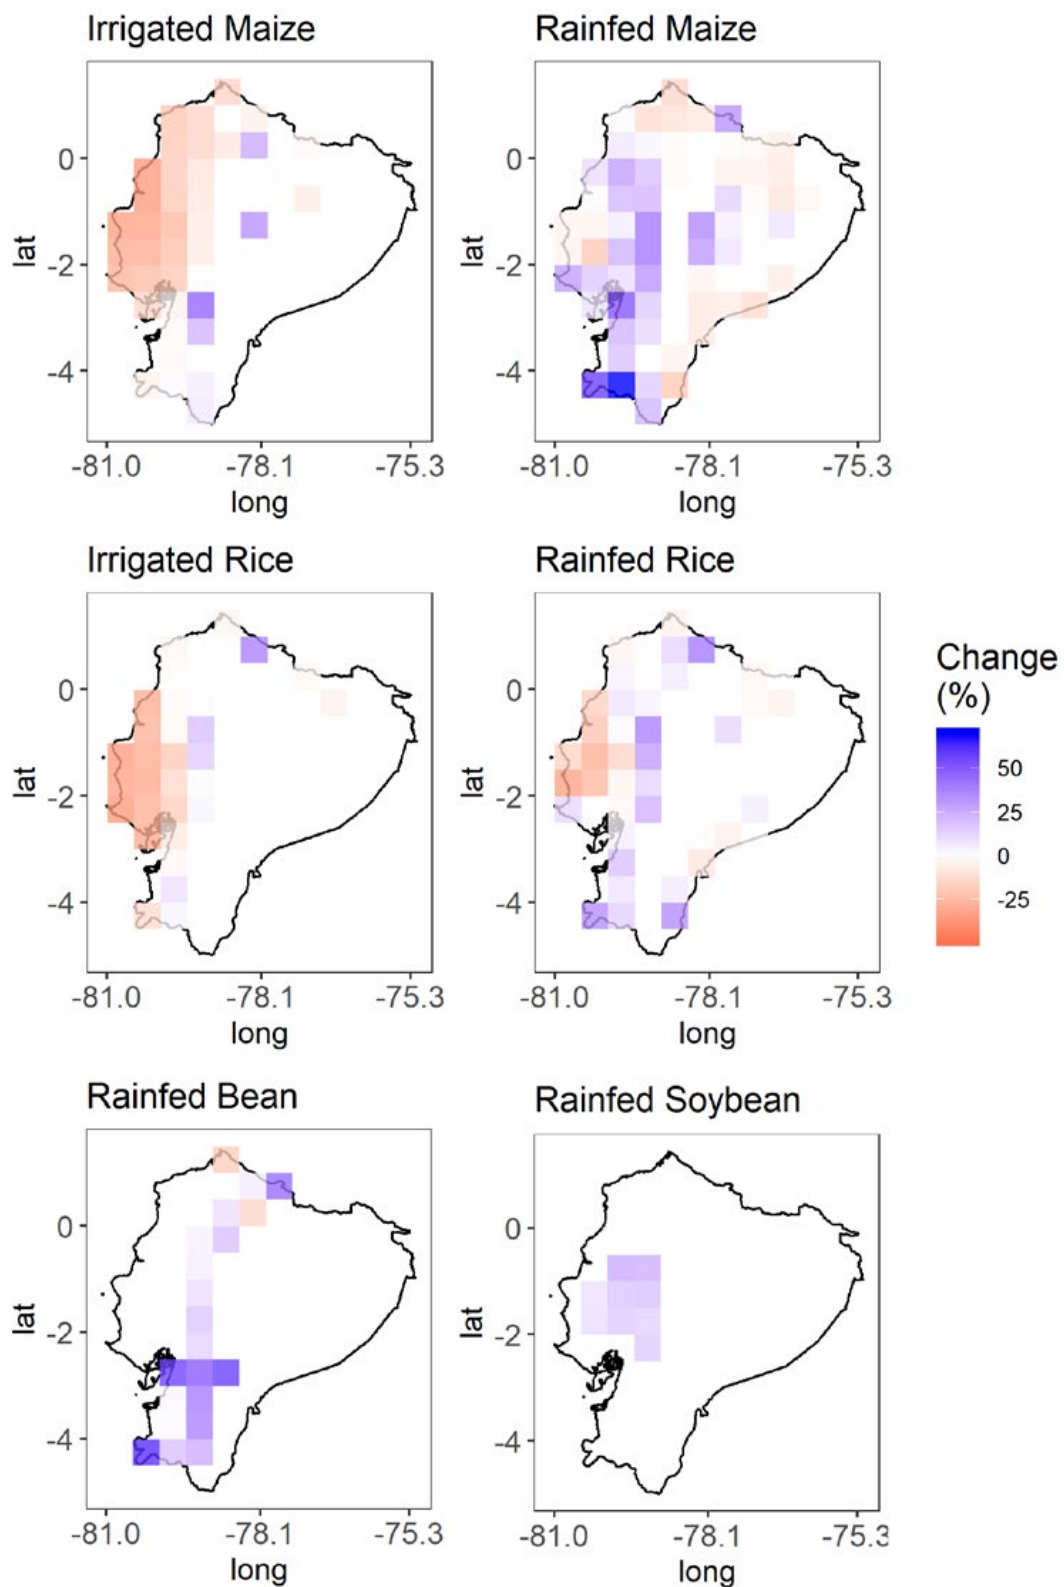 Irrigated Maize
Rainfed Maize
lat
0
-2
-4
-81.0 -78.1 -75.3
long
lat
0
-2
-4
-81.0 -78.1 -75.3
long
Irrigated Rice
Rainfed Rice
lat
0
-2
-4
-81.0 -78.1 -75.3
long
lat
0
-2
-4
-81.0 -78.1 -75.3
long
Change
(%)
50
25
0
-25
Rainfed Bean
Rainfed Soybean
lat
0
-2
-4
-81.0 -78.1 -75.3
long
lat
0
-2
-4
-81.0 -78.1 -75.3
long